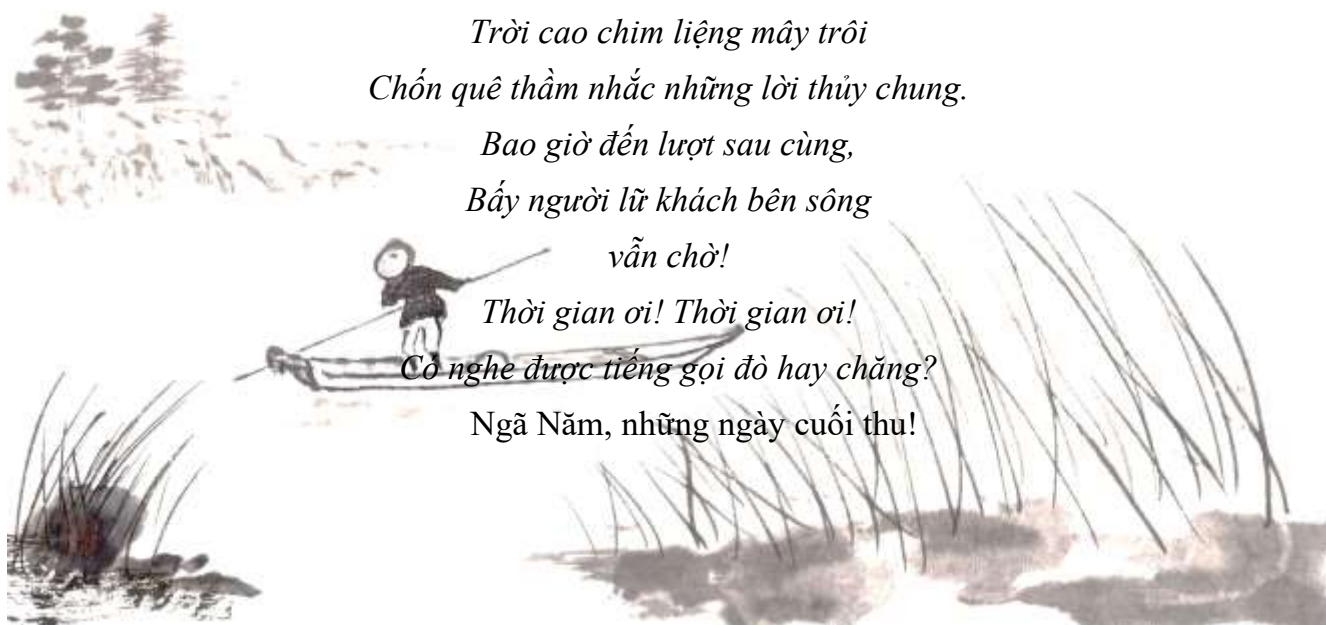 Trời cao chim liệng mây trôi
Chốn quê thầm nhắc những lời thủy chung.
Bao giờ đến lượt sau cùng,
Bấy người lữ khách bên sông
vẫn chờ!
Thời gian ơi! Thời gian ơi!
Có nghe được tiếng gọi đò hay chăng?
Ngã Năm, những ngày cuối thu!